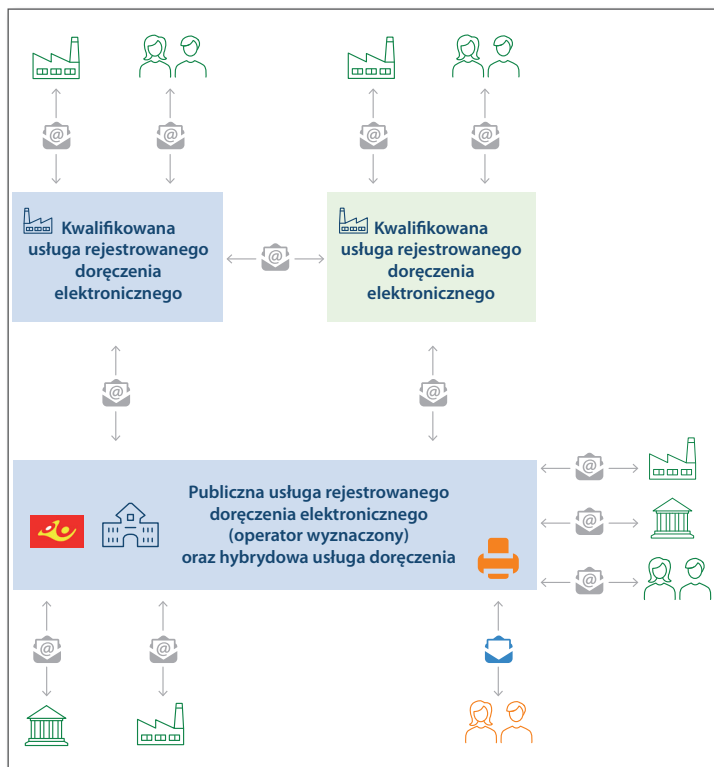 Kwalifikowana
usługa rejestrowanego
doręczenia
elektronicznego
Kwalifikowana
usługa rejestrowanego
doręczenia
elektronicznego
Publiczna usługa rejestrowanego
doręczenia elektronicznego
(operator wyznaczony)
oraz hybrydowa usługa doręczenia